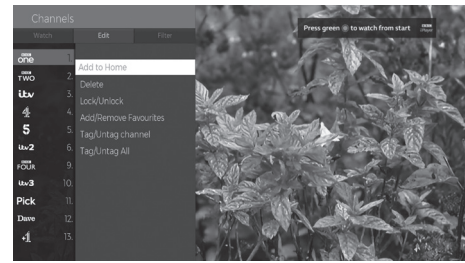 Channels
Watch Edit Filter
Press green to watch from start BBC iPlayer
BBC one 1.
BBC TWO 2.
itv 3.
4 4.
5 5.
itv2 6.
BBC FOUR 9.
itv3 10.
Pick 11.
Dave 12.
+1 13.
Add to Home
Delete
Lock/Unlock
Add/Remove Favourites
Tag/Untag channel
Tag/Untag All